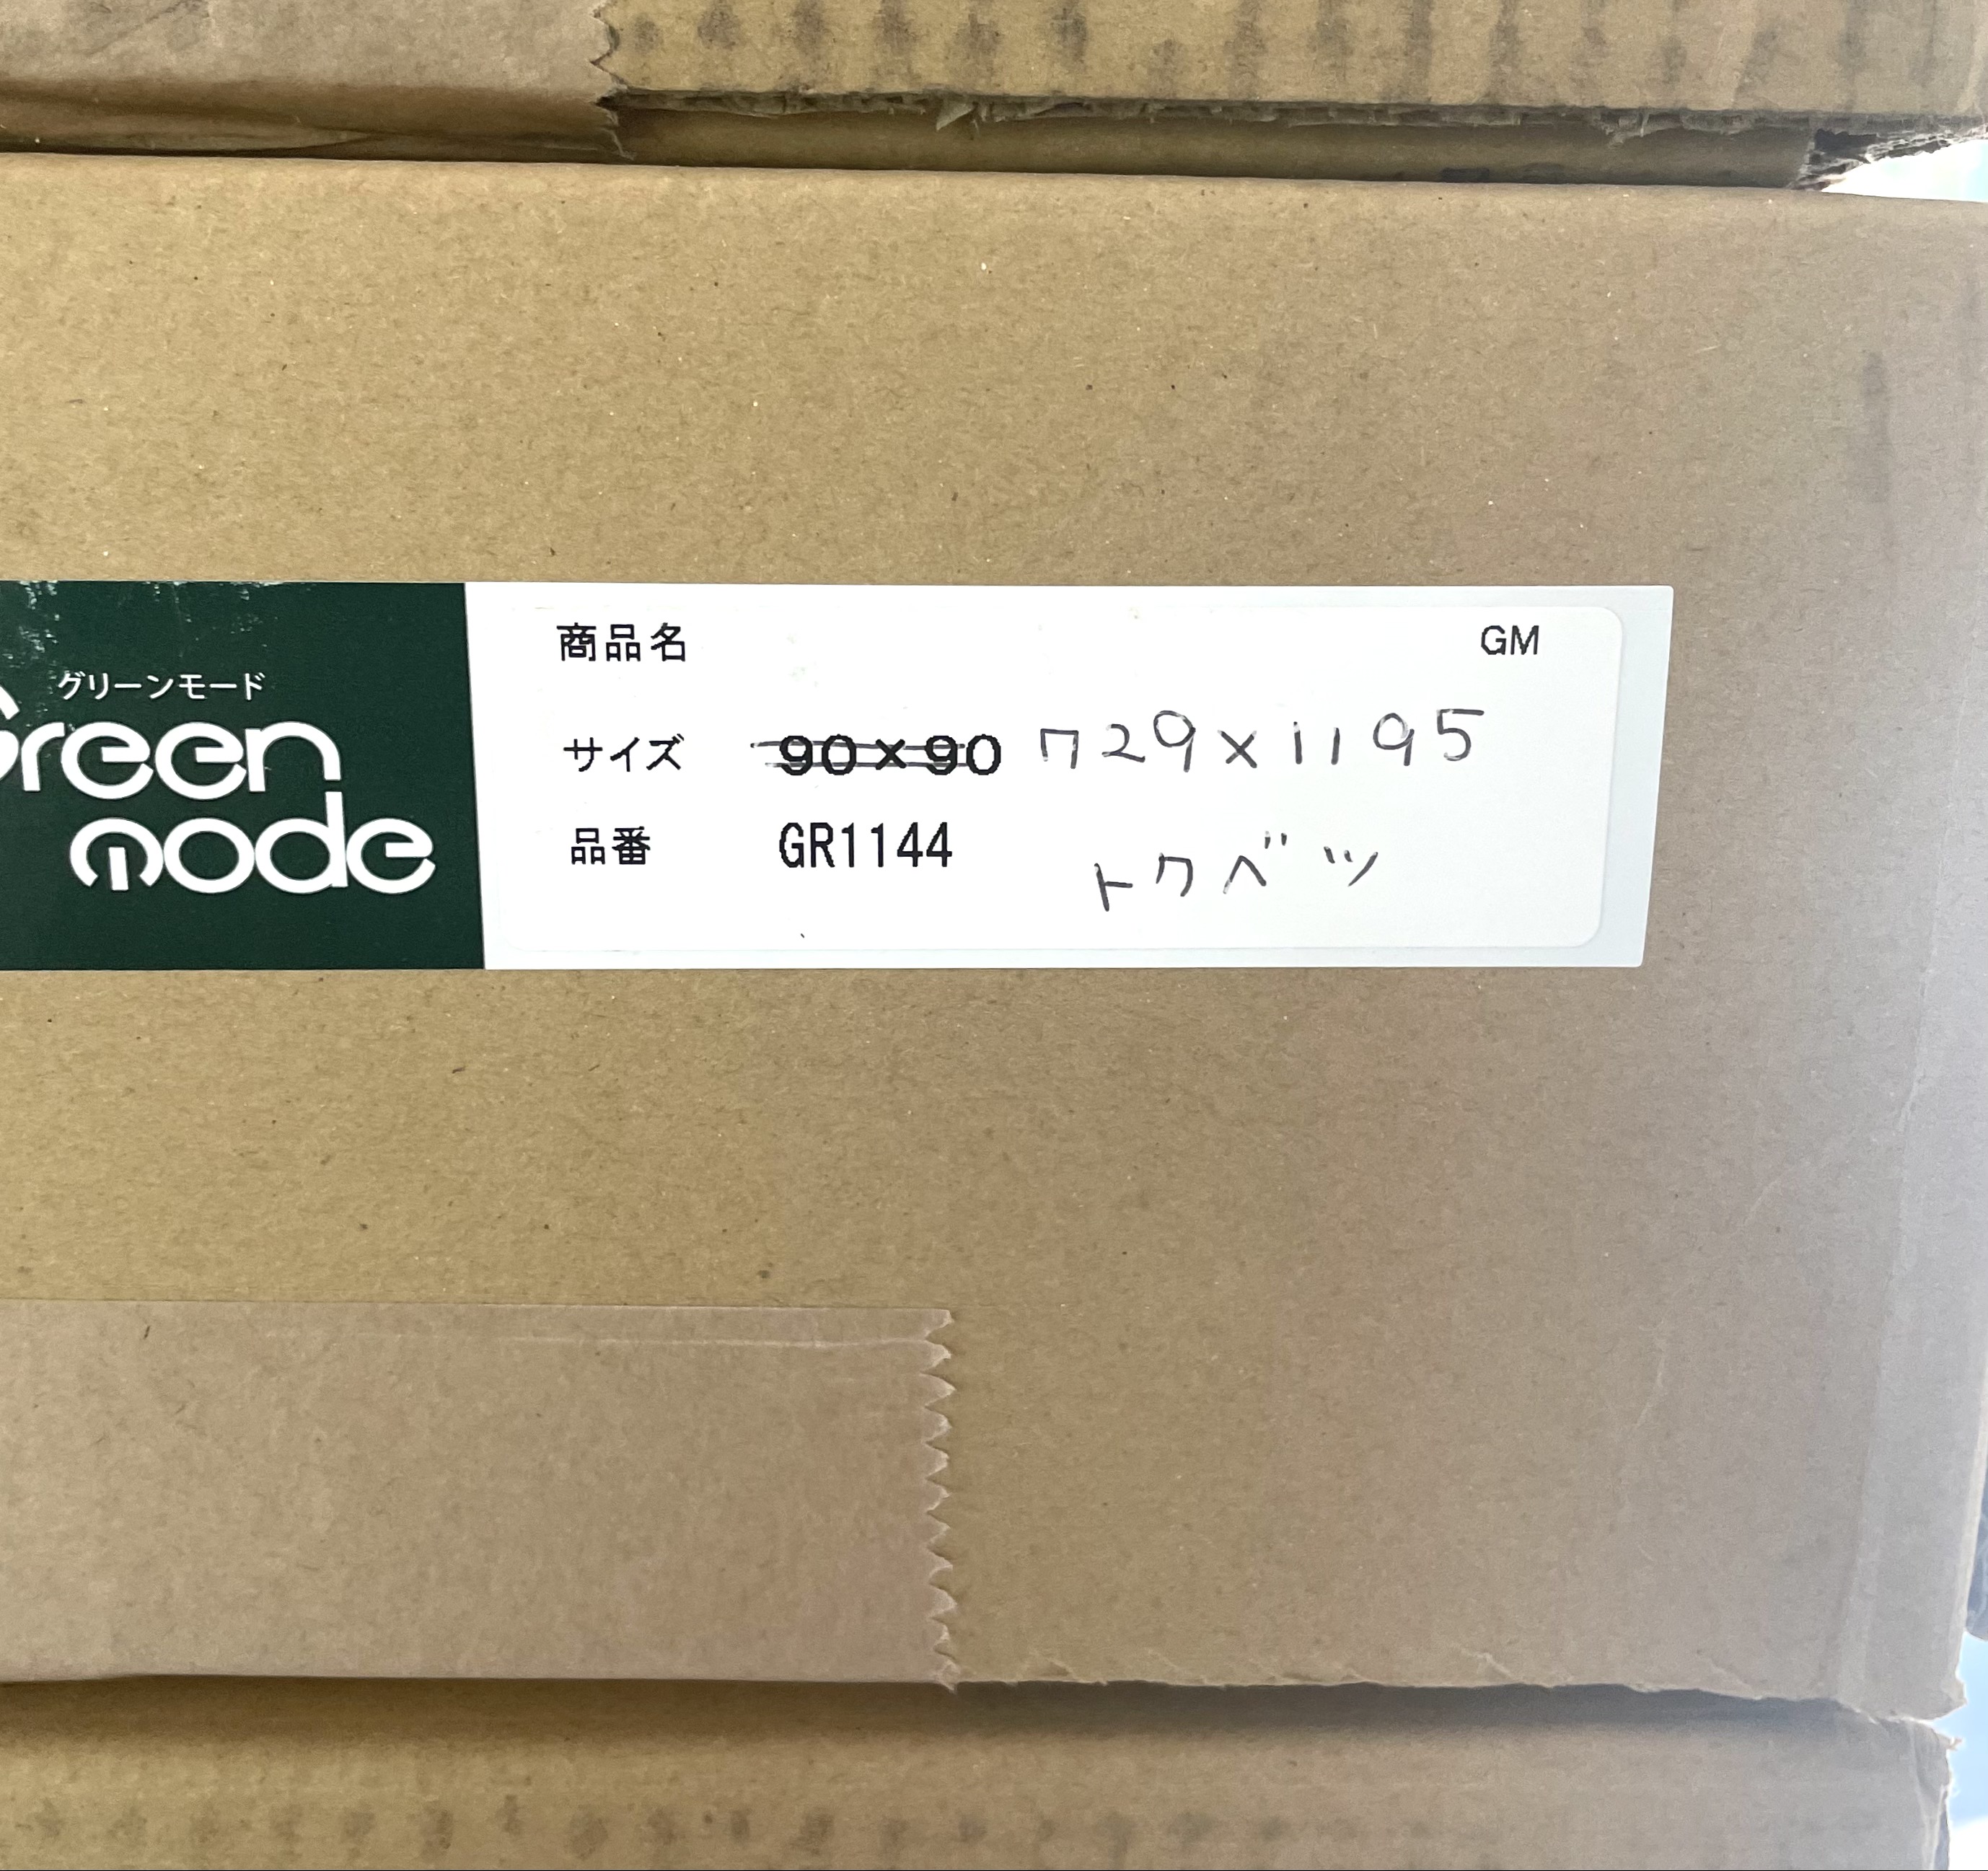 グリーンモード
Green
mode
商品名 GM
サイズ 90×90 729×1195
品番 GR1144 トクベツ